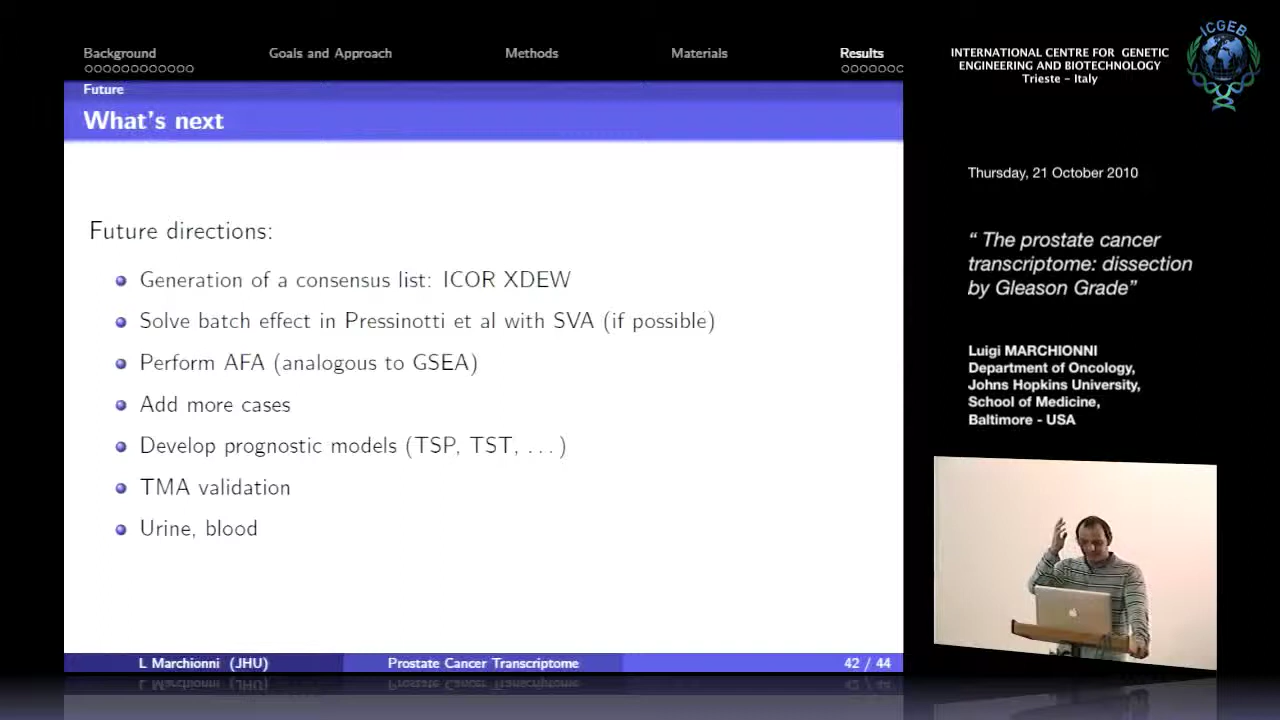 Background
Goals and Approach
Methods
Materials
Results
Future
What's next
Future directions:
Generation of a consensus list: ICOR XDEW
Solve batch effect in Pressinotti et al with SVA (if possible)
Perform AFA (analogous to GSEA)
Add more cases
Develop prognostic models (TSP, TST, . . . )
TMA validation
Urine, blood
L Marchionni (JHU)
Prostate Cancer Transcriptome
42 / 44
INTERNATIONAL CENTRE FOR GENETIC
ENGINEERING AND BIOTECHNOLOGY
Trieste – Italy
ICGEB
Thursday, 21 October 2010
“ The prostate cancer
transcriptome: dissection
by Gleason Grade”
Luigi MARCHIONNI
Department of Oncology,
Johns Hopkins University,
School of Medicine,
Baltimore - USA